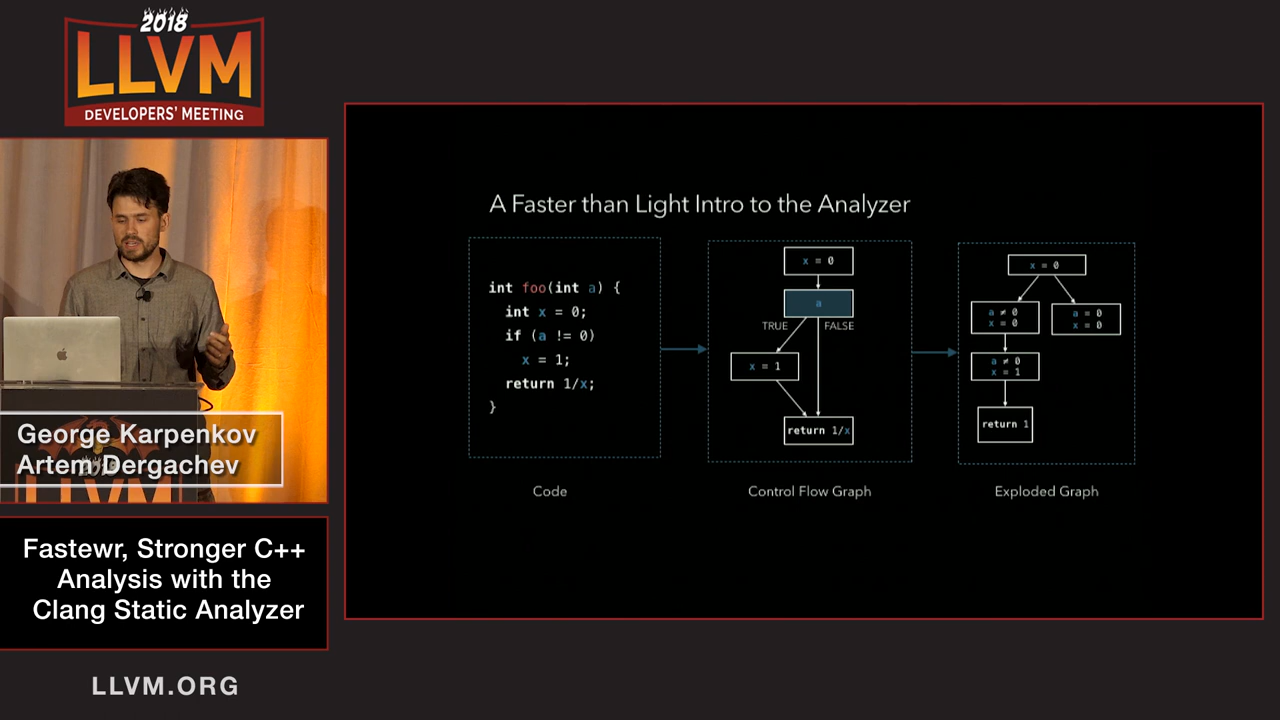 2018
LLVM
DEVELOPERS' MEETING
George Karpenkov
Artem Dergachev
LLVM
Fastewr, Stronger C++
Analysis with the
Clang Static Analyzer
LLVM.ORG
A Faster than Light Intro to the Analyzer
int foo(int a) {
int x = 0;
if (a != 0)
x = 1;
return 1/x;
}
Code
x = 0
a
TRUE
FALSE
x = 1
return 1/x
Control Flow Graph
x = 0
a ≠ 0
x = 0
a = 0
x = 0
a ≠ 0
x = 1
return 1
Exploded Graph